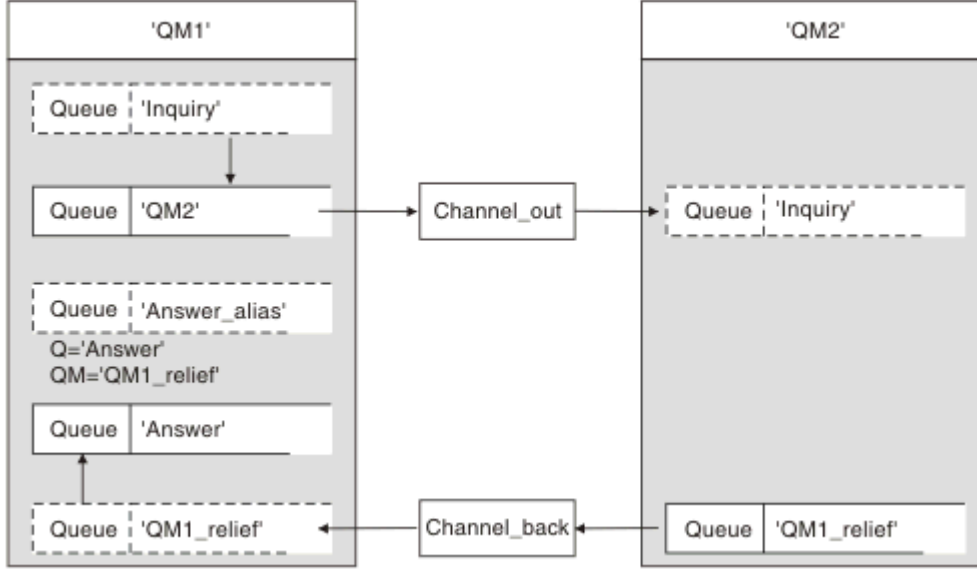 'QM1'
'QM2'
Queue 'Inquiry'
Queue 'QM2'
Channel_out
Queue 'Inquiry'
Queue 'Answer_alias'
Q='Answer'
QM='QM1_relief'
Queue 'Answer'
Queue 'QM1_relief'
Channel_back
Queue 'QM1_relief'